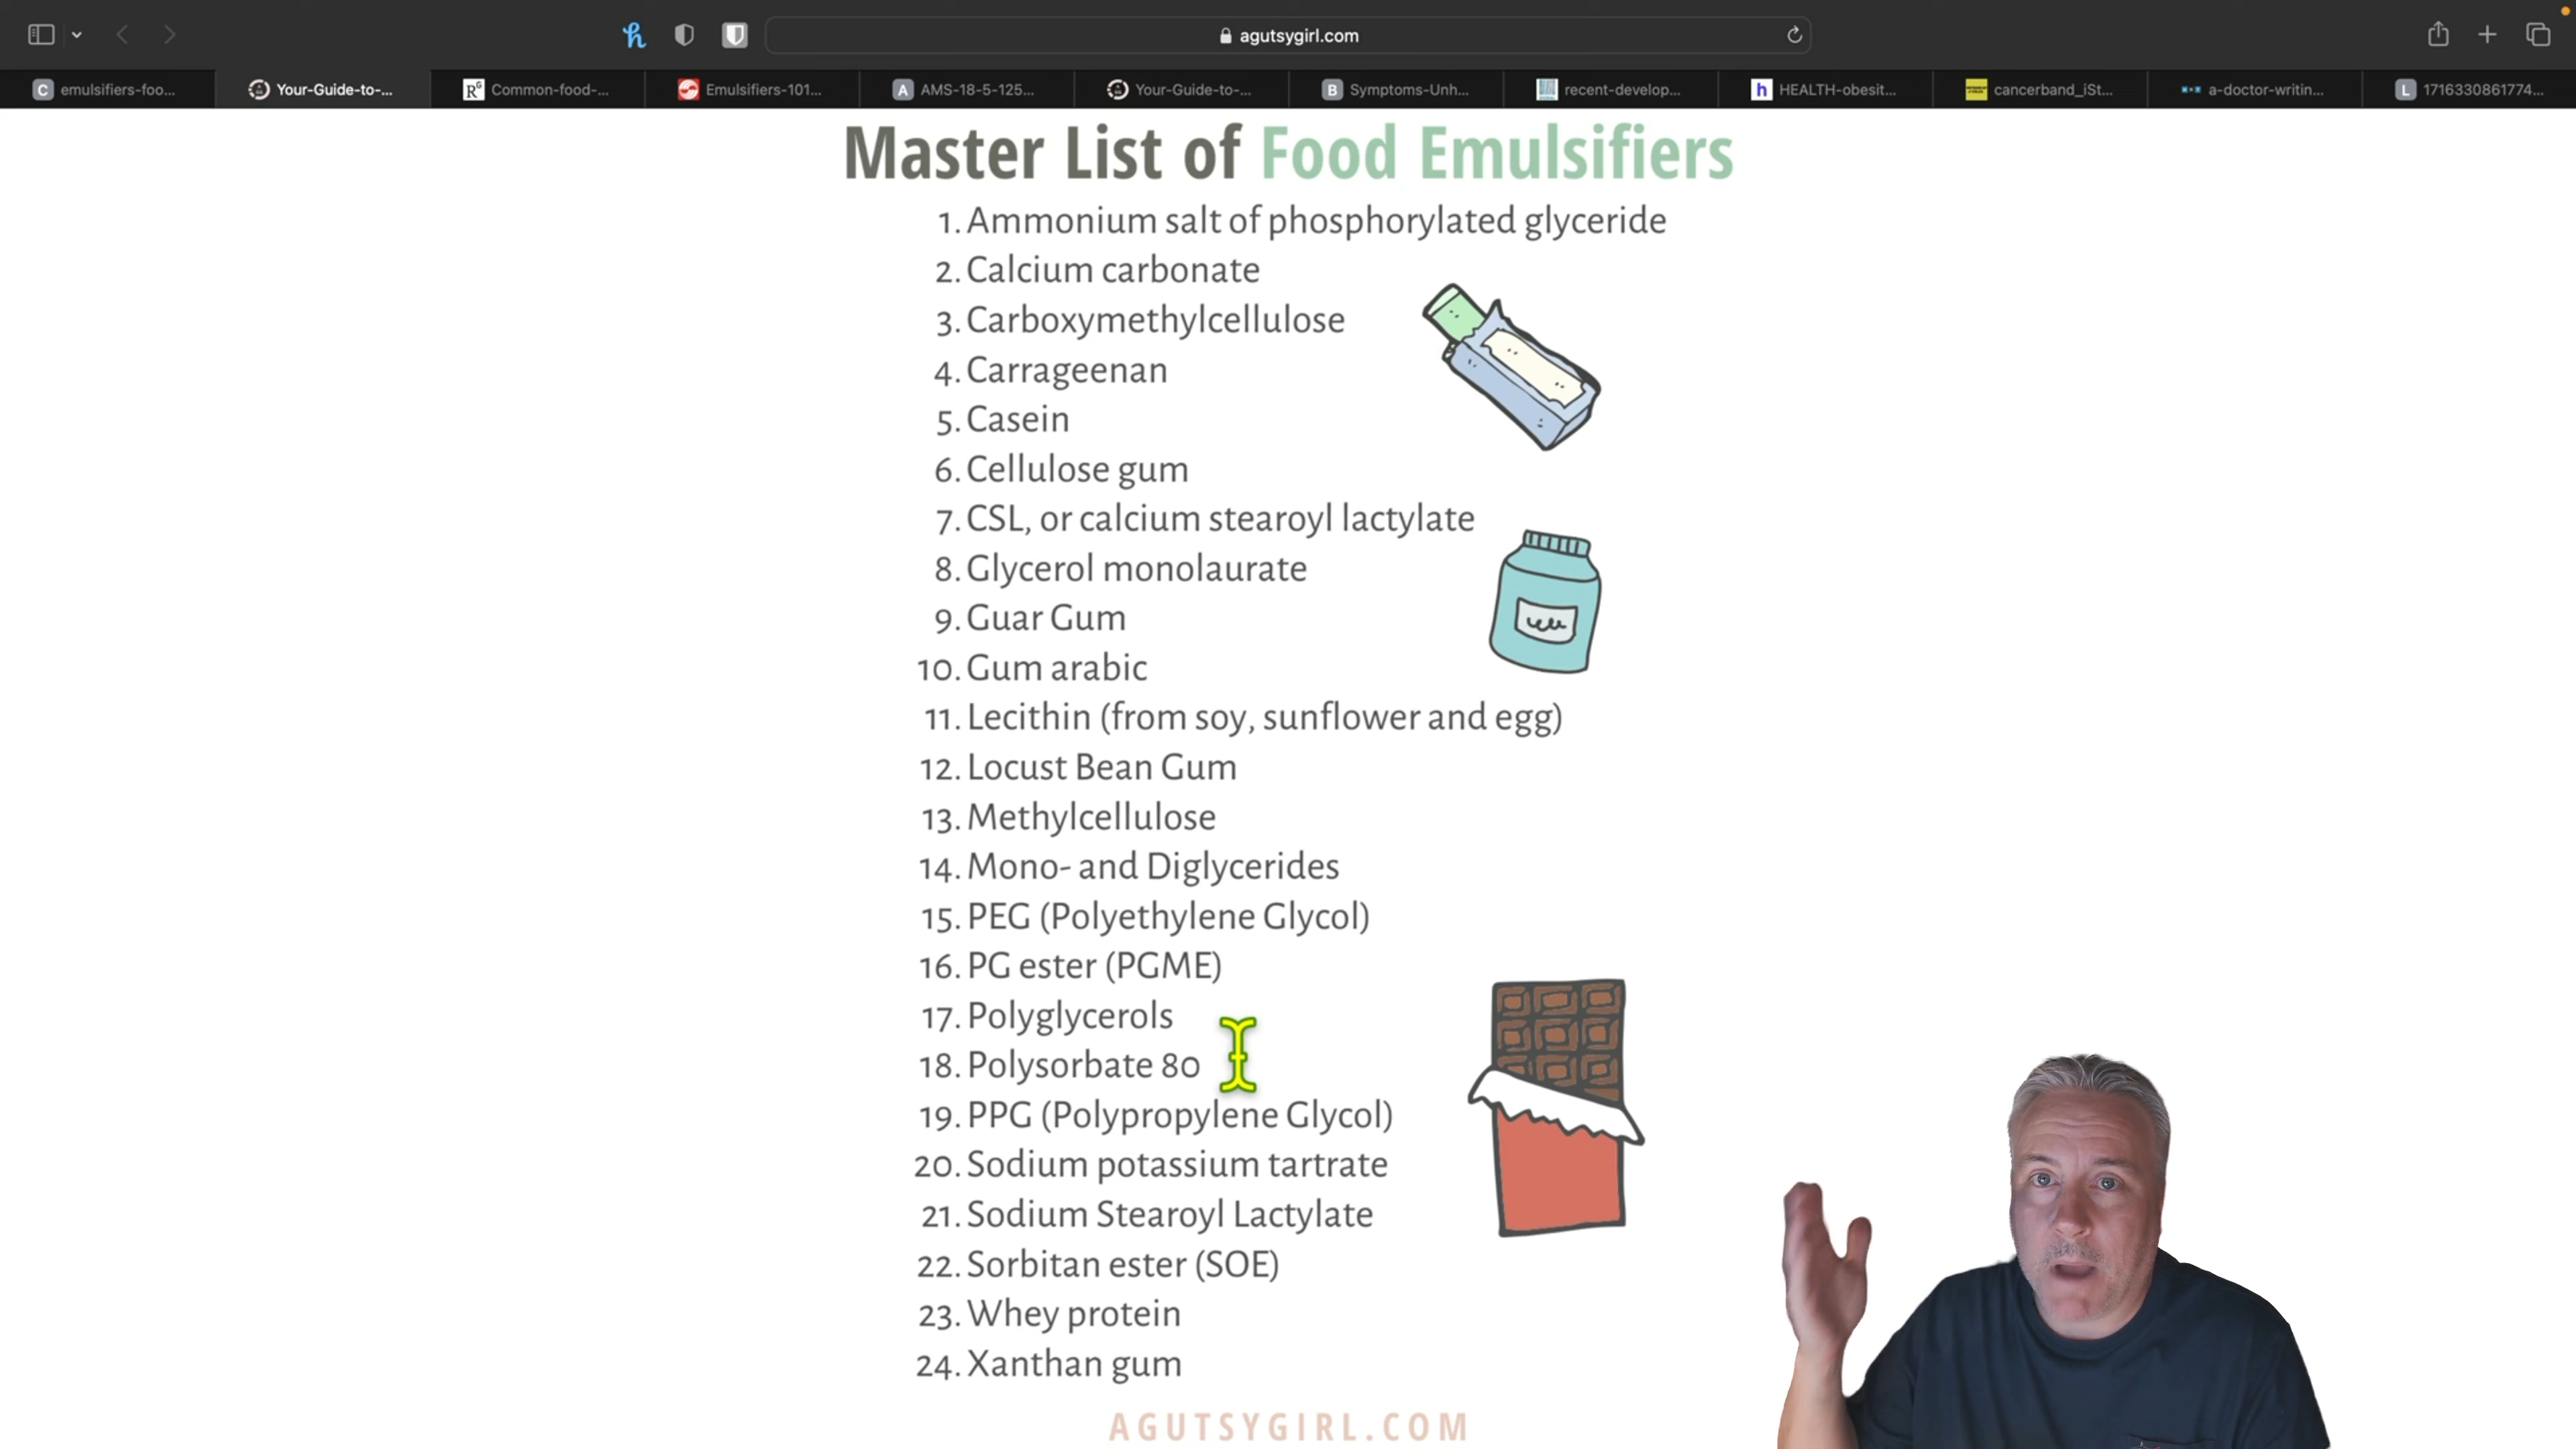 agutsygirl.com
emulsifiers-foo...
Your-Guide-to-...
Common-food-...
Emulsifiers-101...
AMS-18-5-125...
Your-Guide-to-...
Symptoms-Unh...
recent-develop...
HEALTH-obesit...
cancerband_iSt...
a-doctor-writin...
1716330861774...
Master List of Food Emulsifiers
1. Ammonium salt of phosphorylated glyceride
2. Calcium carbonate
3. Carboxymethylcellulose
4. Carrageenan
5. Casein
6. Cellulose gum
7. CSL, or calcium stearoyl lactylate
8. Glycerol monolaurate
9. Guar Gum
10. Gum arabic
11. Lecithin (from soy, sunflower and egg)
12. Locust Bean Gum
13. Methylcellulose
14. Mono- and Diglycerides
15. PEG (Polyethylene Glycol)
16. PG ester (PGME)
17. Polyglycerols
18. Polysorbate 80
19. PPG (Polypropylene Glycol)
20. Sodium potassium tartrate
21. Sodium Stearoyl Lactylate
22. Sorbitan ester (SOE)
23. Whey protein
24. Xanthan gum
AGUTSYGIRL.COM